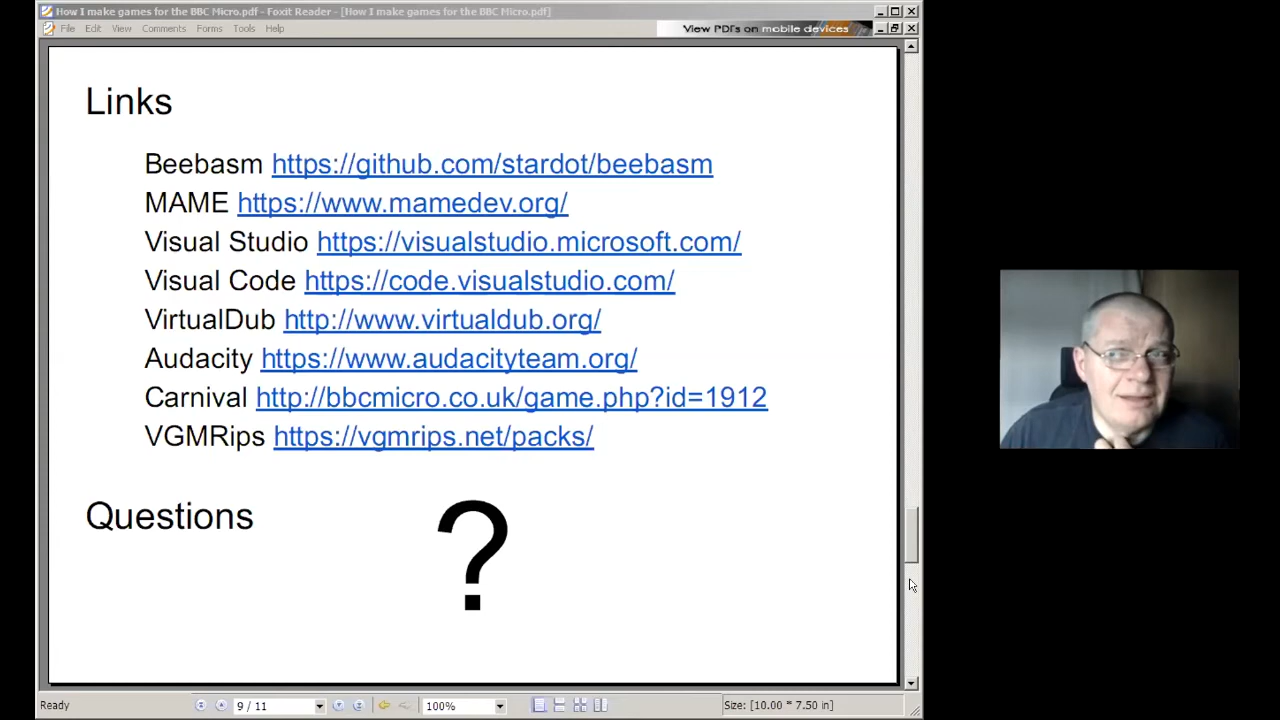 How I make games for the BBC Micro.pdf - Foxit Reader - [How I make games for the BBC Micro.pdf]
File Edit View Comments Forms Tools Help
View PDFs on mobile devices
Links
Beebasm https://github.com/stardot/beebasm
MAME https://www.mamedev.org/
Visual Studio https://visualstudio.microsoft.com/
Visual Code https://code.visualstudio.com/
VirtualDub http://www.virtualdub.org/
Audacity https://www.audacityteam.org/
Carnival http://bbcmicro.co.uk/game.php?id=1912
VGMRips https://vgmrips.net/packs/
Questions
?
Ready
9 / 11
100%
Size: [10.00 * 7.50 in]